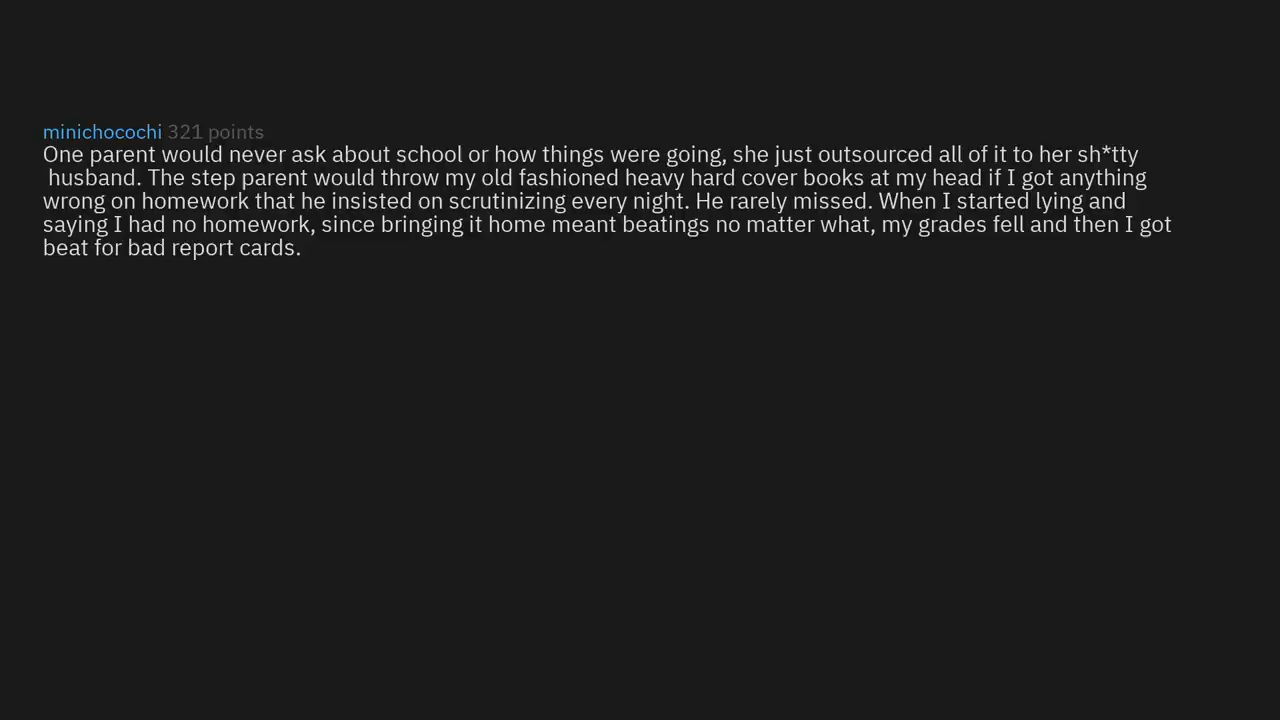 minichocochi 321 points
One parent would never ask about school or how things were going, she just outsourced all of it to her sh*tty
husband. The step parent would throw my old fashioned heavy hard cover books at my head if I got anything
wrong on homework that he insisted on scrutinizing every night. He rarely missed. When I started lying and
saying I had no homework, since bringing it home meant beatings no matter what, my grades fell and then I got
beat for bad report cards.